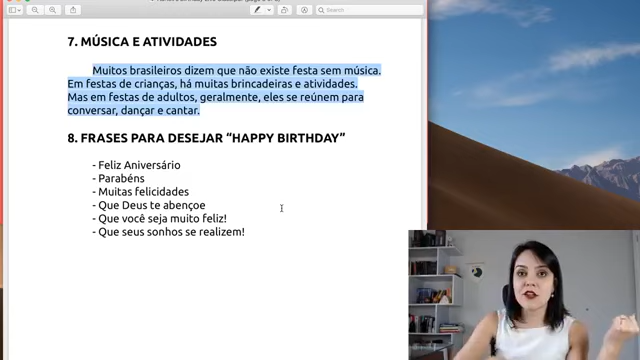 7. MÚSICA E ATIVIDADES
Muitos brasileiros dizem que não existe festa sem música.
Em festas de crianças, há muitas brincadeiras e atividades.
Mas em festas de adultos, geralmente, eles se reúnem para
conversar, dançar e cantar.
8. FRASES PARA DESEJAR “HAPPY BIRTHDAY”
- Feliz Aniversário
- Parabéns
- Muitas felicidades
- Que Deus te abençoe
- Que você seja muito feliz!
- Que seus sonhos se realizem!
Search